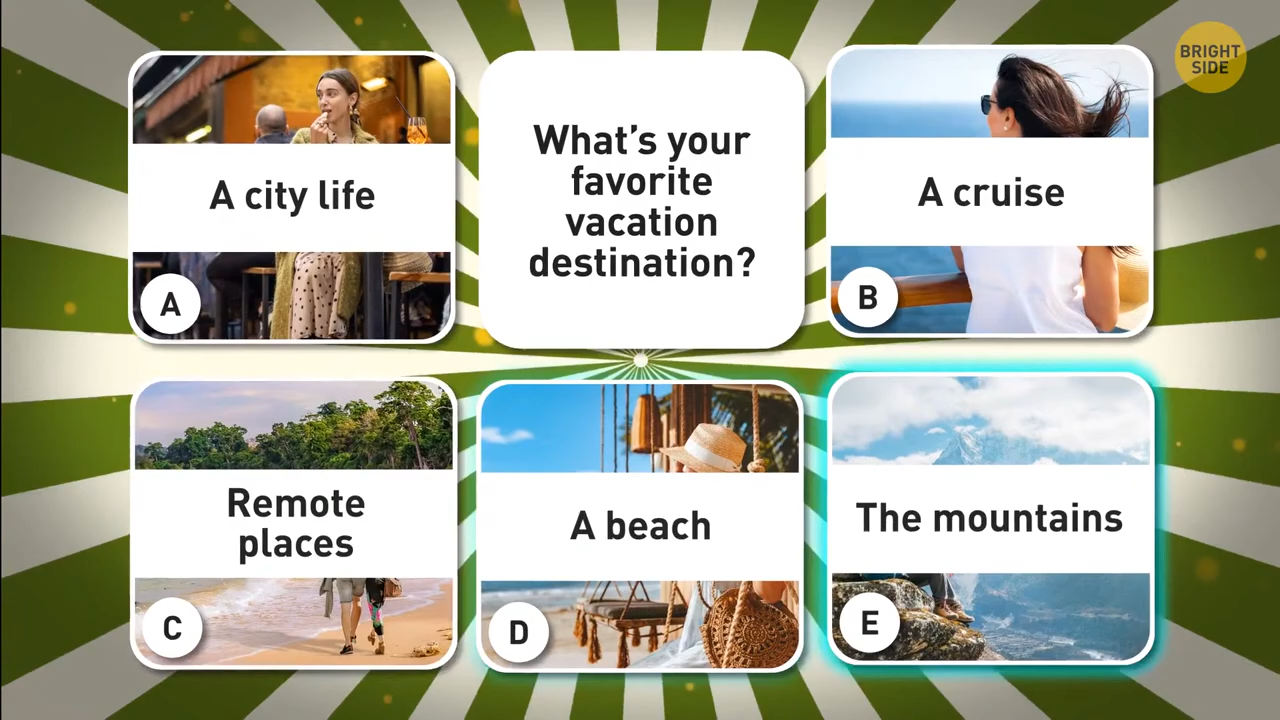 A city life
A
What's your
favorite
vacation
destination?
A cruise
B
BRIGHT
SIDE
Remote
places
C
A beach
D
The mountains
E